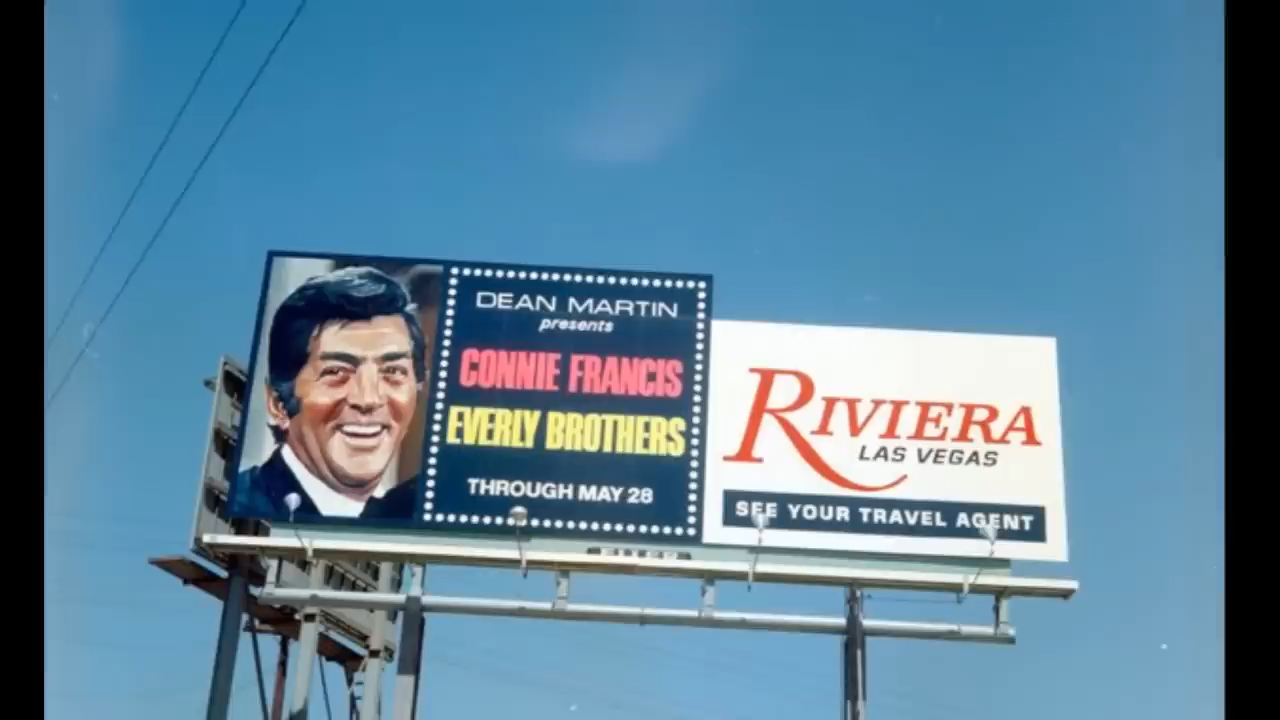 DEAN MARTIN
presents
CONNIE FRANCIS
EVERLY BROTHERS
THROUGH MAY 28
RIVIERA
LAS VEGAS
SEE YOUR TRAVEL AGENT